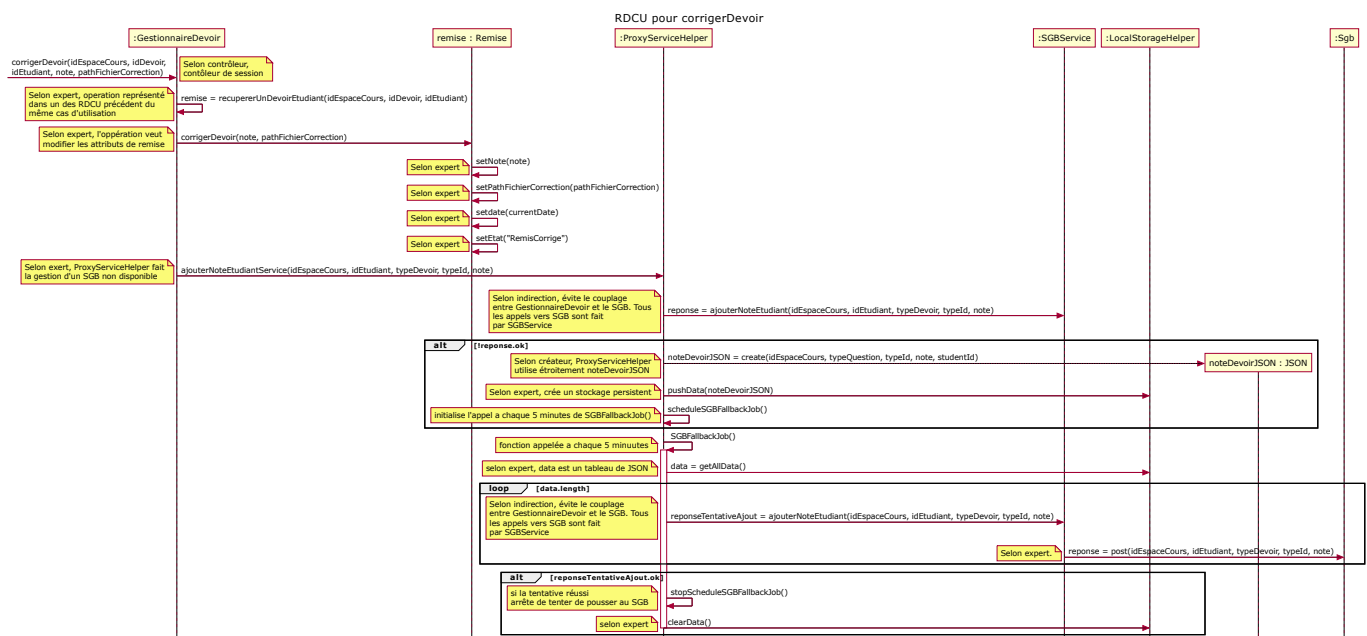 RDCU pour corrigerDevoir
:GestionnaireDevoir
remise : Remise
:ProxyServiceHelper
:SGBService
:LocalStorageHelper
:Sgb
corrigerDevoir(idEspaceCours, idDevoir,
idEtudiant, note, pathFichierCorrection)
Selon contrôleur,
contôleur de session
Selon expert, operation représenté
dans un des RDCU précédent du
même cas d'utilisation
remise = recupererUnDevoirEtudiant(idEspaceCours, idDevoir, idEtudiant)
Selon expert, l'oppération veut
modifier les attributs de remise
corrigerDevoir(note, pathFichierCorrection)
Selon expert
setNote(note)
Selon expert
setPathFichierCorrection(pathFichierCorrection)
Selon expert
setdate(currentDate)
Selon expert
setEtat("RemisCorrige")
Selon exert, ProxyServiceHelper fait
la gestion d'un SGB non disponible
ajouterNoteEtudiantService(idEspaceCours, idEtudiant, typeDevoir, typeId, note)
Selon indirection, évite le couplage
entre GestionnaireDevoir et le SGB. Tous
les appels vers SGB sont fait
par SGBService
reponse = ajouterNoteEtudiant(idEspaceCours, idEtudiant, typeDevoir, typeId, note)
alt
[!reponse.ok]
Selon créateur, ProxyServiceHelper
utilise étroitement noteDevoirJSON
noteDevoirJSON = create(idEspaceCours, typeQuestion, typeId, note, studentId)
noteDevoirJSON : JSON
Selon expert, crée un stockage persistent
pushData(noteDevoirJSON)
initialise l'appel a chaque 5 minutes de SGBFallbackJob()
scheduleSGBFallbackJob()
fonction appelée a chaque 5 minuutes
SGBFallbackJob()
selon expert, data est un tableau de JSON
data = getAllData()
loop
[data.length]
Selon indirection, évite le couplage
entre GestionnaireDevoir et le SGB. Tous
les appels vers SGB sont fait
par SGBService
reponseTentativeAjout = ajouterNoteEtudiant(idEspaceCours, idEtudiant, typeDevoir, typeId, note)
Selon expert.
reponse = post(idEspaceCours, idEtudiant, typeDevoir, typeId, note)
alt
[reponseTentativeAjout.ok]
si la tentative réussi
arrête de tenter de pousser au SGB
stopScheduleSGBFallbackJob()
selon expert
clearData()